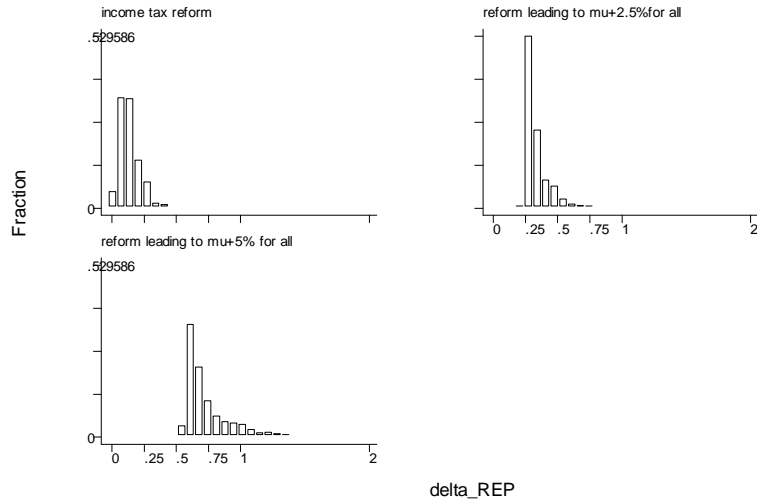 income tax reform
reform leading to mu+2.5%for all
.529586
0
0 .25 .5 .75 1 2
Fraction
reform leading to mu+5% for all
.529586
0
0 .25 .5 .75 1 2
delta_REP